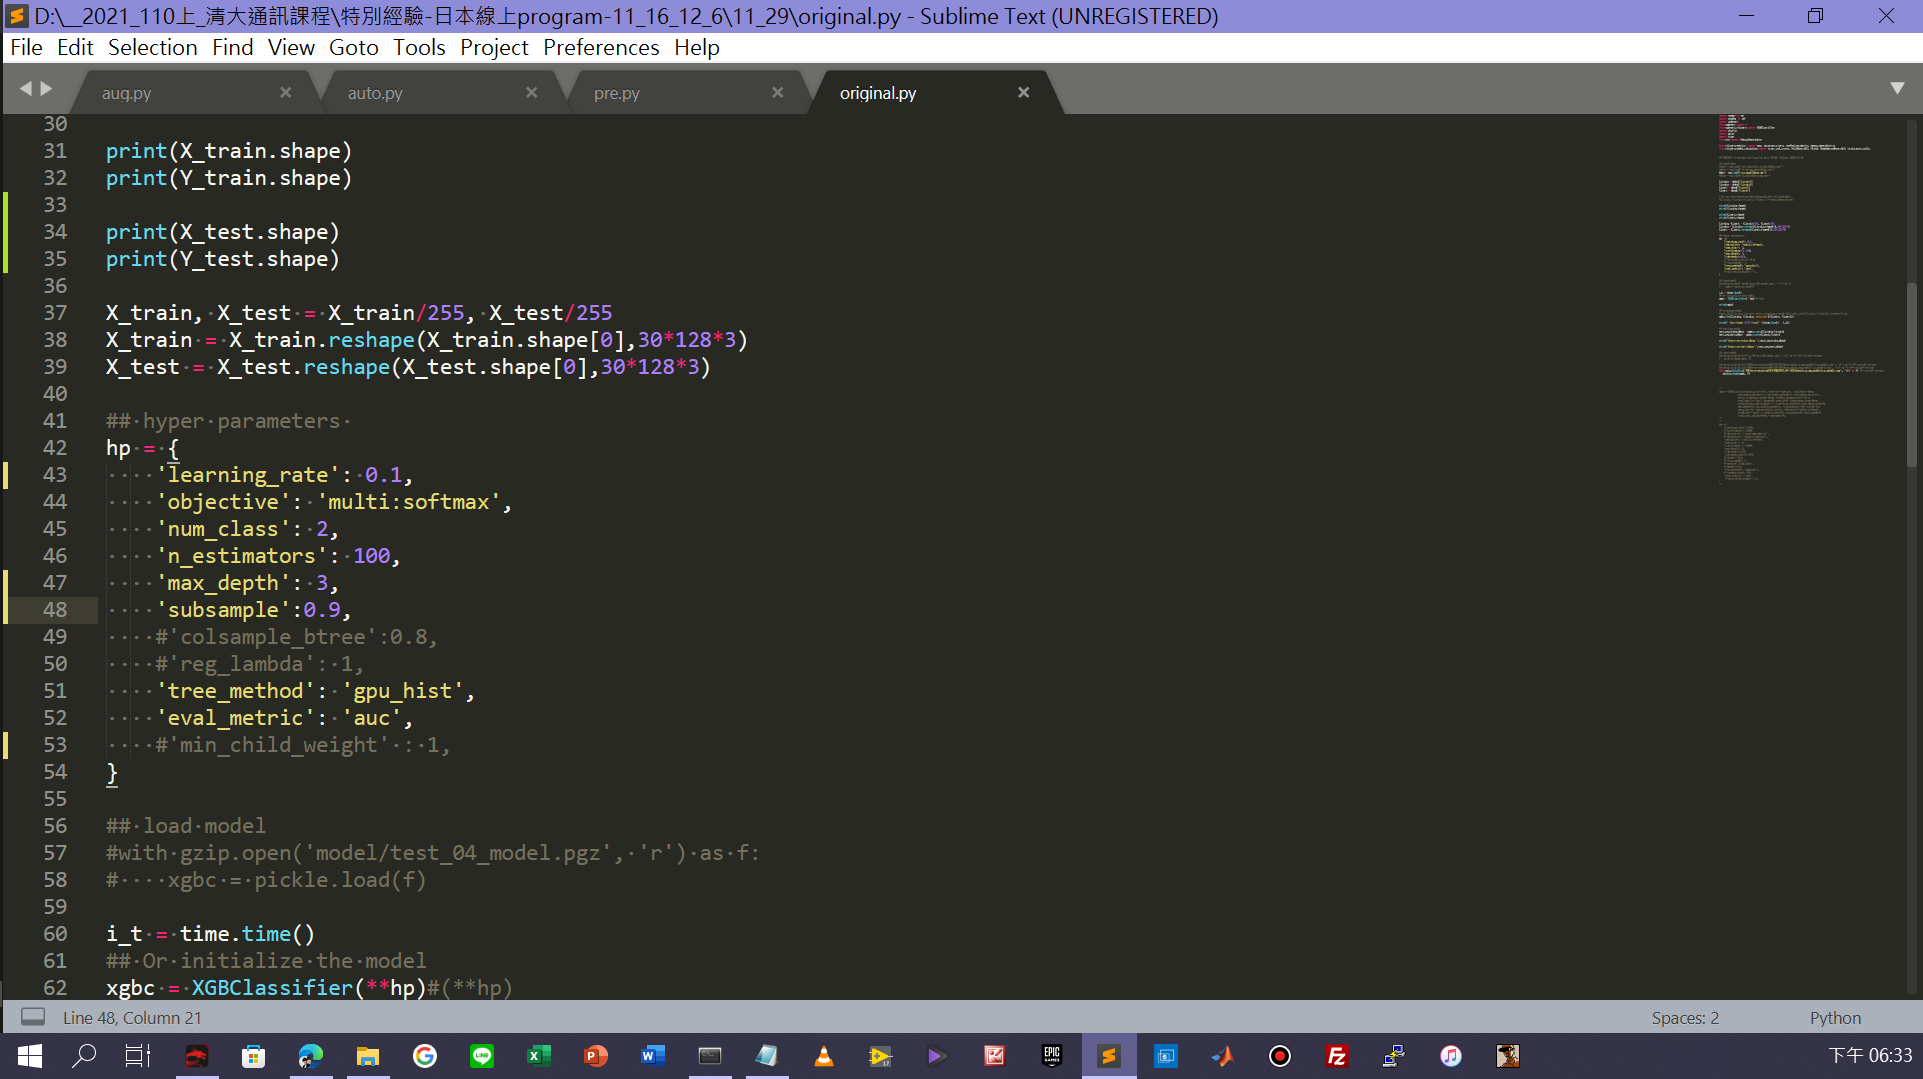 D:\__2021_110上_清大通訊課程\特別經驗-日本線上program-11_16_12_6\11_29\original.py - Sublime Text (UNREGISTERED)
File Edit Selection Find View Goto Tools Project Preferences Help
aug.py auto.py pre.py original.py
30
31 print(X_train.shape)
32 print(Y_train.shape)
33
34 print(X_test.shape)
35 print(Y_test.shape)
36
37 X_train, X_test = X_train/255, X_test/255
38 X_train = X_train.reshape(X_train.shape[0],30*128*3)
39 X_test = X_test.reshape(X_test.shape[0],30*128*3)
40
41 ## hyper parameters
42 hp = {
43 'learning_rate': 0.1,
44 'objective': 'multi:softmax',
45 'num_class': 2,
46 'n_estimators': 100,
47 'max_depth': 3,
48 'subsample':0.9,
49 #'colsample_btree':0.8,
50 #'reg_lambda': 1,
51 'tree_method': 'gpu_hist',
52 'eval_metric': 'auc',
53 #'min_child_weight' : 1,
54 }
55
56 ## load model
57 #with gzip.open('model/test_04_model.pgz', 'r') as f:
58 #    xgbc = pickle.load(f)
59
60 i_t = time.time()
61 ## Or initialize the model
62 xgbc = XGBClassifier(**hp)#(**hp)
Line 48, Column 21 Spaces: 2 Python
下午 06:33